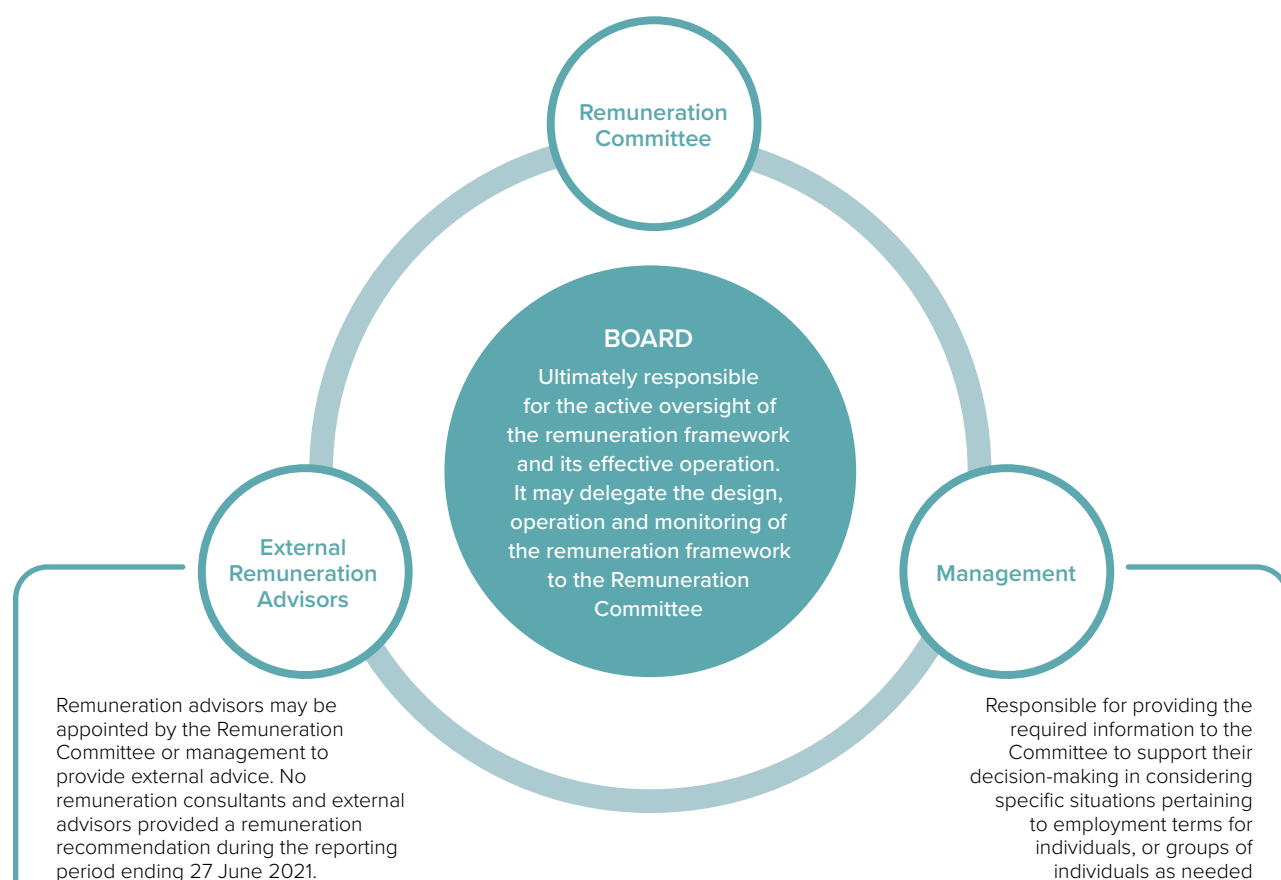 Remuneration
Committee
BOARD
Ultimately responsible
for the active oversight of
the remuneration framework
and its effective operation.
It may delegate the design,
operation and monitoring of
the remuneration framework
to the Remuneration
Committee
External
Remuneration
Advisors
Management
Remuneration advisors may be
appointed by the Remuneration
Committee or management to
provide external advice. No
remuneration consultants and external
advisors provided a remuneration
recommendation during the reporting
period ending 27 June 2021.
Responsible for providing the
required information to the
Committee to support their
decision-making in considering
specific situations pertaining
to employment terms for
individuals, or groups of
individuals as needed